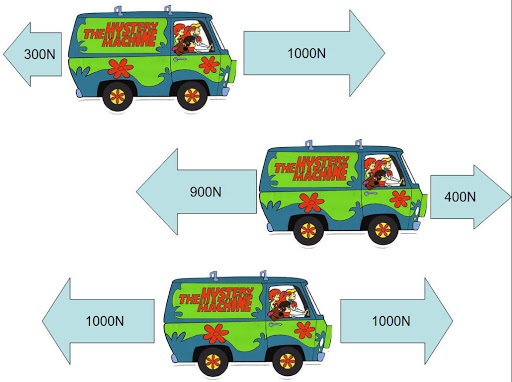 300N
THE MYSTERY
MACHINE
1000N
900N
THE MYSTERY
MACHINE
400N
1000N
THE MYSTERY
MACHINE
1000N